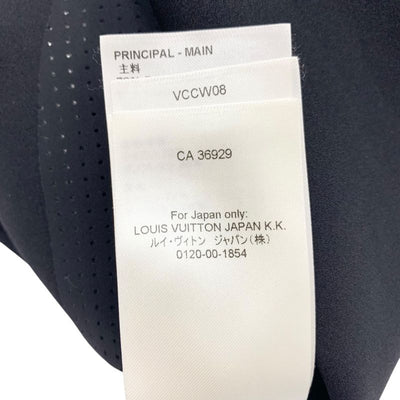 PRINCIPAL - MAIN
主料
VCCW08
CA 36929
For Japan only:
LOUIS VUITTON JAPAN K.K.
ルイ・ヴィトン ジャパン(株)
0120-00-1854